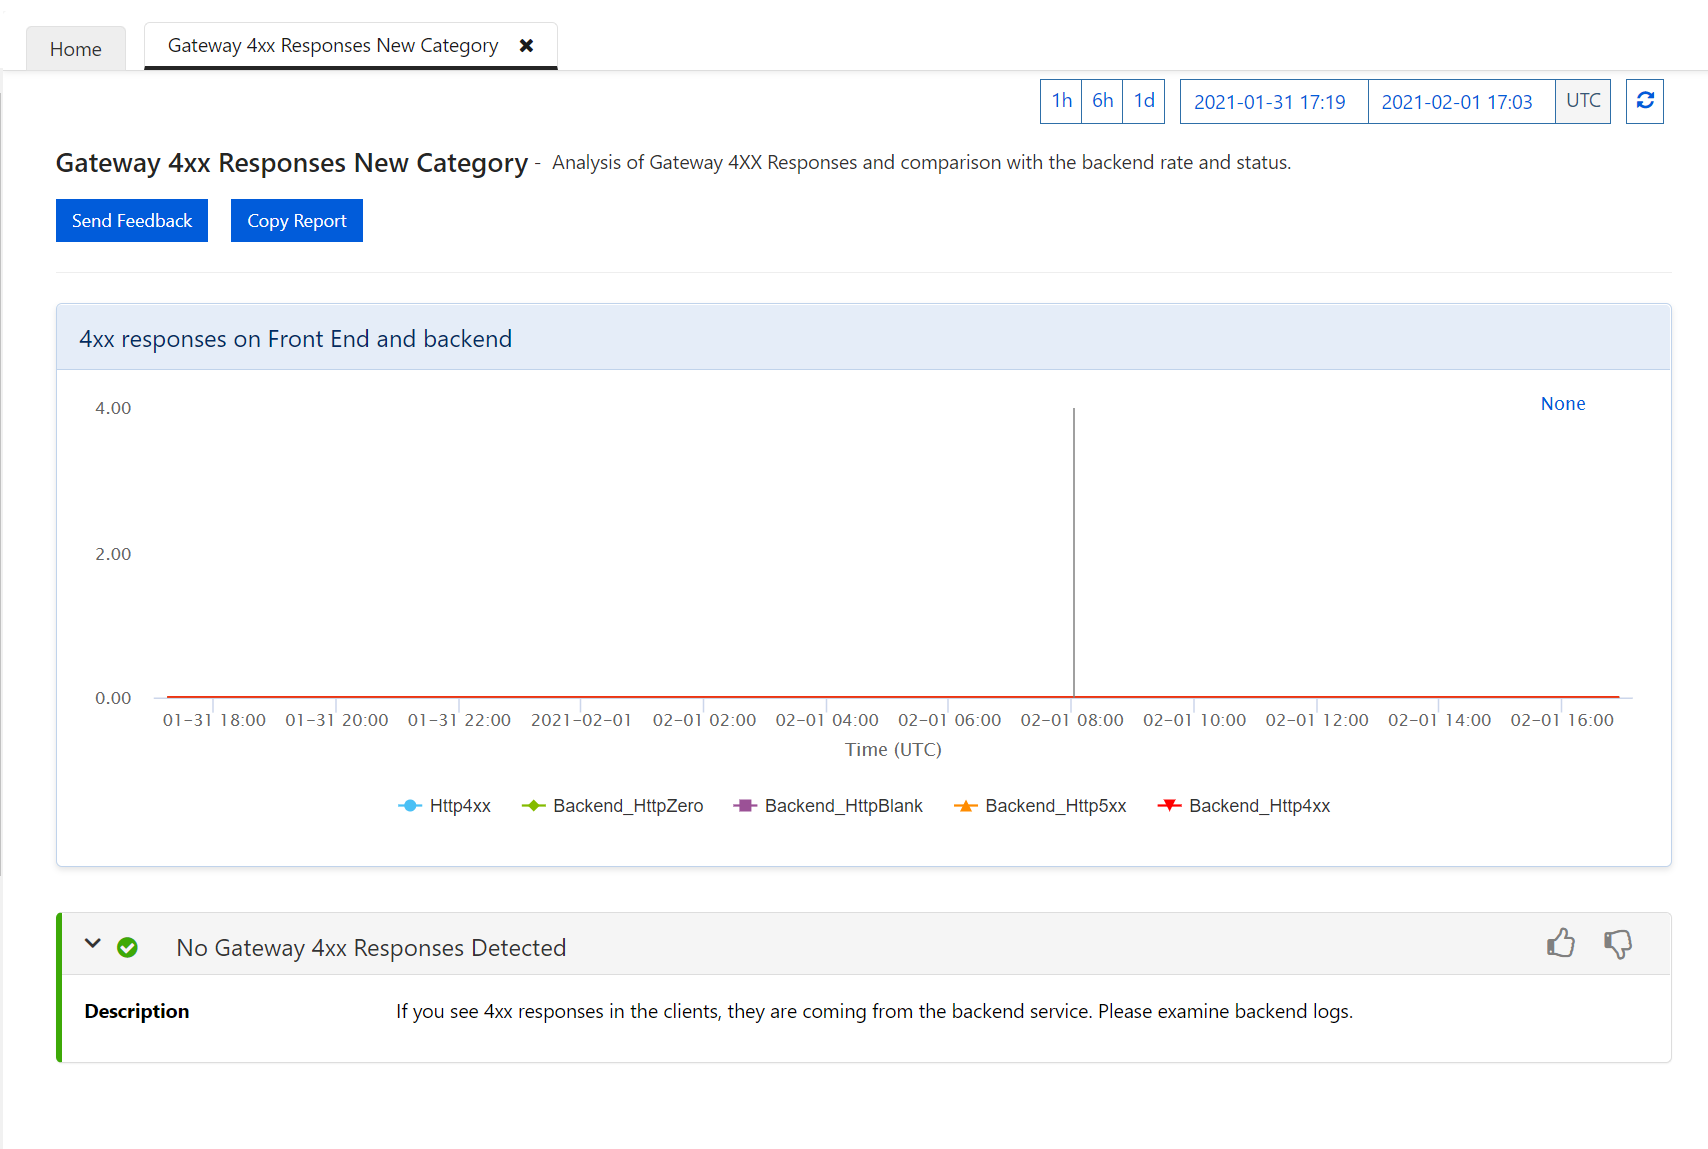 Home
Gateway 4xx Responses New Category
1h 6h 1d 2021-01-31 17:19 2021-02-01 17:03 UTC
Gateway 4xx Responses New Category - Analysis of Gateway 4XX Responses and comparison with the backend rate and status.
Send Feedback Copy Report
4xx responses on Front End and backend
None
4.00
2.00
0.00
01-31 18:00 01-31 20:00 01-31 22:00 2021-02-01 02-01 02:00 02-01 04:00 02-01 06:00 02-01 08:00 02-01 10:00 02-01 12:00 02-01 14:00 02-01 16:00
Time (UTC)
Http4xx Backend_HttpZero Backend_HttpBlank Backend_Http5xx Backend_Http4xx
No Gateway 4xx Responses Detected
Description If you see 4xx responses in the clients, they are coming from the backend service. Please examine backend logs.